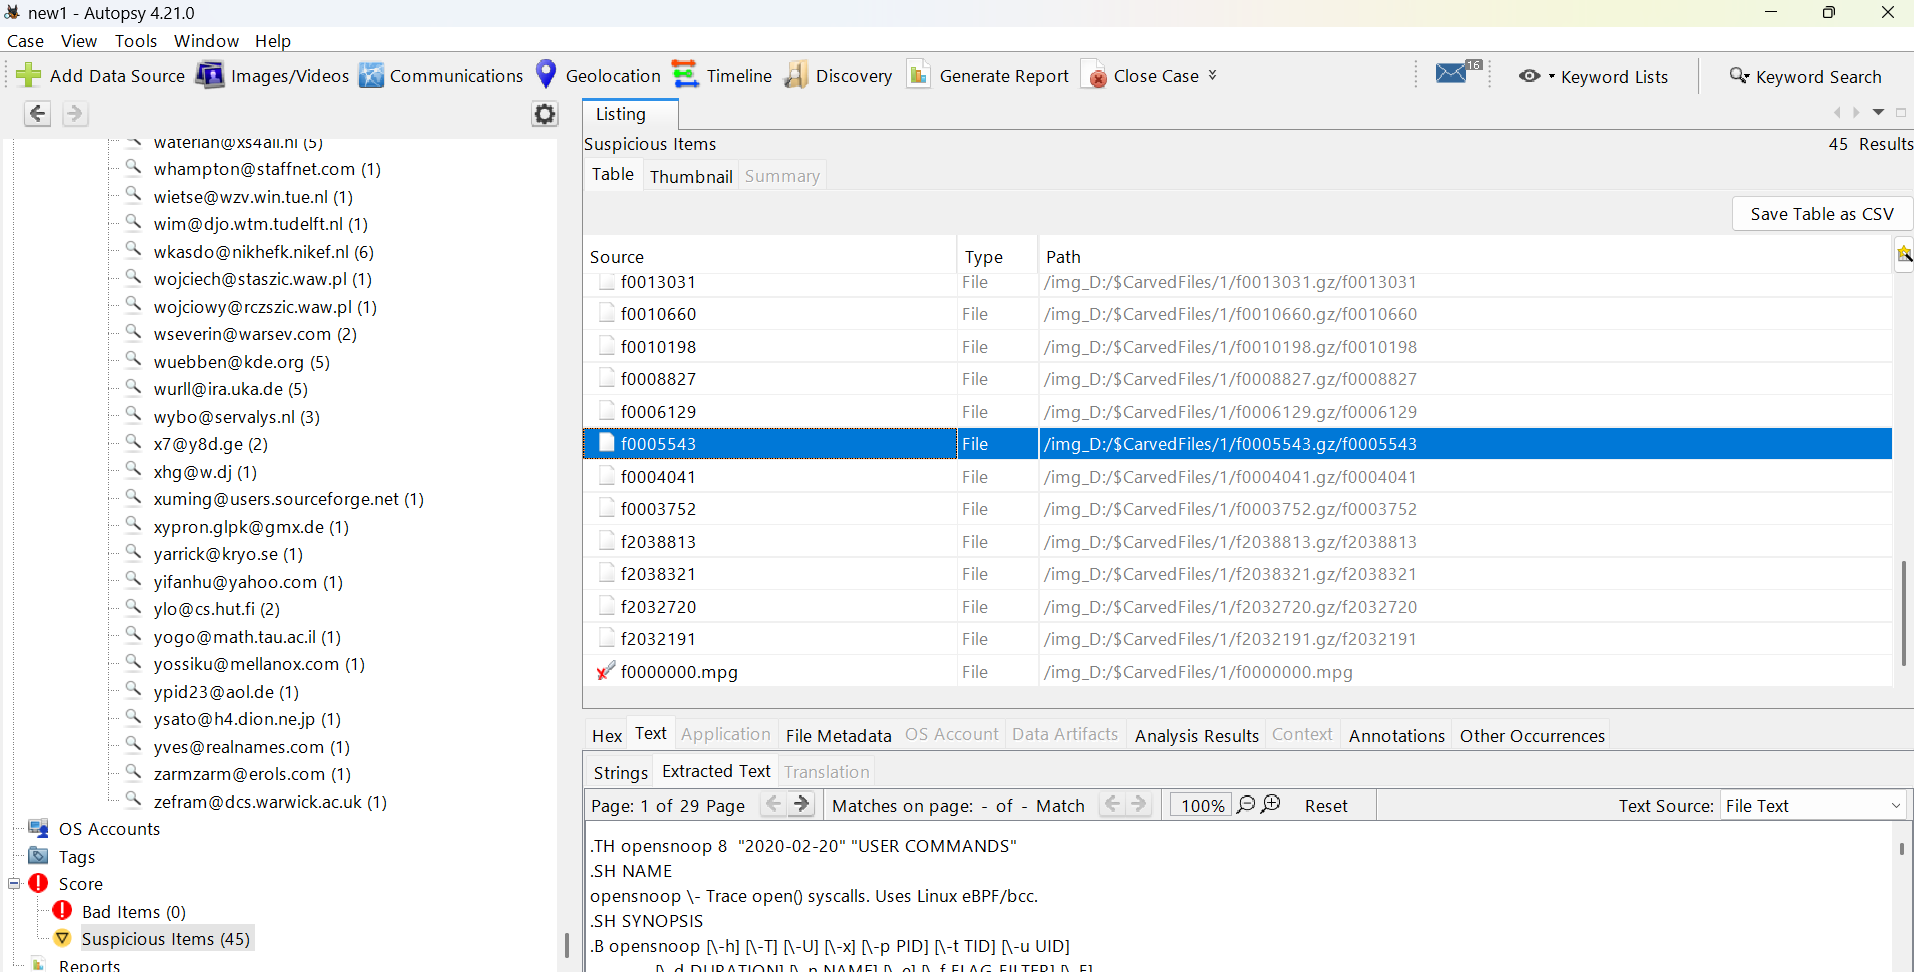 new1 - Autopsy 4.21.0
Case View Tools Window Help
Add Data Source Images/Videos Communications Geolocation Timeline Discovery Generate Report Close Case 16 Keyword Lists Keyword Search
Listing
waterlan@xs4all.nl (5)
whampton@staffnet.com (1)
wietse@wzv.win.tue.nl (1)
wim@djo.wtm.tudelft.nl (1)
wkasdo@nikhefk.nikef.nl (6)
wojciech@staszic.waw.pl (1)
wojciowy@rczszic.waw.pl (1)
wseverin@warsev.com (2)
wuebben@kde.org (5)
wurll@ira.uka.de (5)
wybo@servalys.nl (3)
x7@y8d.ge (2)
xhg@w.dj (1)
xuming@users.sourceforge.net (1)
xypron.glpk@gmx.de (1)
yarrick@kryo.se (1)
yifanhu@yahoo.com (1)
ylo@cs.hut.fi (2)
yogo@math.tau.ac.il (1)
yossiku@mellanox.com (1)
ypid23@aol.de (1)
ysato@h4.dion.ne.jp (1)
yves@realnames.com (1)
zarmzarm@erols.com (1)
zefram@dcs.warwick.ac.uk (1)
OS Accounts
Tags
Score
Bad Items (0)
Suspicious Items (45)
Reports
Suspicious Items 45 Results
Table Thumbnail Summary
Save Table as CSV
Source Type Path
f0013031 File /img_D:/$CarvedFiles/1/f0013031.gz/f0013031
f0010660 File /img_D:/$CarvedFiles/1/f0010660.gz/f0010660
f0010198 File /img_D:/$CarvedFiles/1/f0010198.gz/f0010198
f0008827 File /img_D:/$CarvedFiles/1/f0008827.gz/f0008827
f0006129 File /img_D:/$CarvedFiles/1/f0006129.gz/f0006129
f0005543 File /img_D:/$CarvedFiles/1/f0005543.gz/f0005543
f0004041 File /img_D:/$CarvedFiles/1/f0004041.gz/f0004041
f0003752 File /img_D:/$CarvedFiles/1/f0003752.gz/f0003752
f2038813 File /img_D:/$CarvedFiles/1/f2038813.gz/f2038813
f2038321 File /img_D:/$CarvedFiles/1/f2038321.gz/f2038321
f2032720 File /img_D:/$CarvedFiles/1/f2032720.gz/f2032720
f2032191 File /img_D:/$CarvedFiles/1/f2032191.gz/f2032191
f0000000.mpg File /img_D:/$CarvedFiles/1/f0000000.mpg
Hex Text Application File Metadata OS Account Data Artifacts Analysis Results Context Annotations Other Occurrences
Strings Extracted Text Translation
Page: 1 of 29 Page Matches on page: - of - Match 100% Reset Text Source: File Text
.TH opensnoop 8 "2020-02-20" "USER COMMANDS"
.SH NAME
opensnoop \- Trace open() syscalls. Uses Linux eBPF/bcc.
.SH SYNOPSIS
.B opensnoop [\-h] [\-T] [\-U] [\-x] [\-p PID] [\-t TID] [\-u UID]
[\-d DURATION] [\-n NAME] [\-e] [\-f FLAG_FILTER] [\-F]